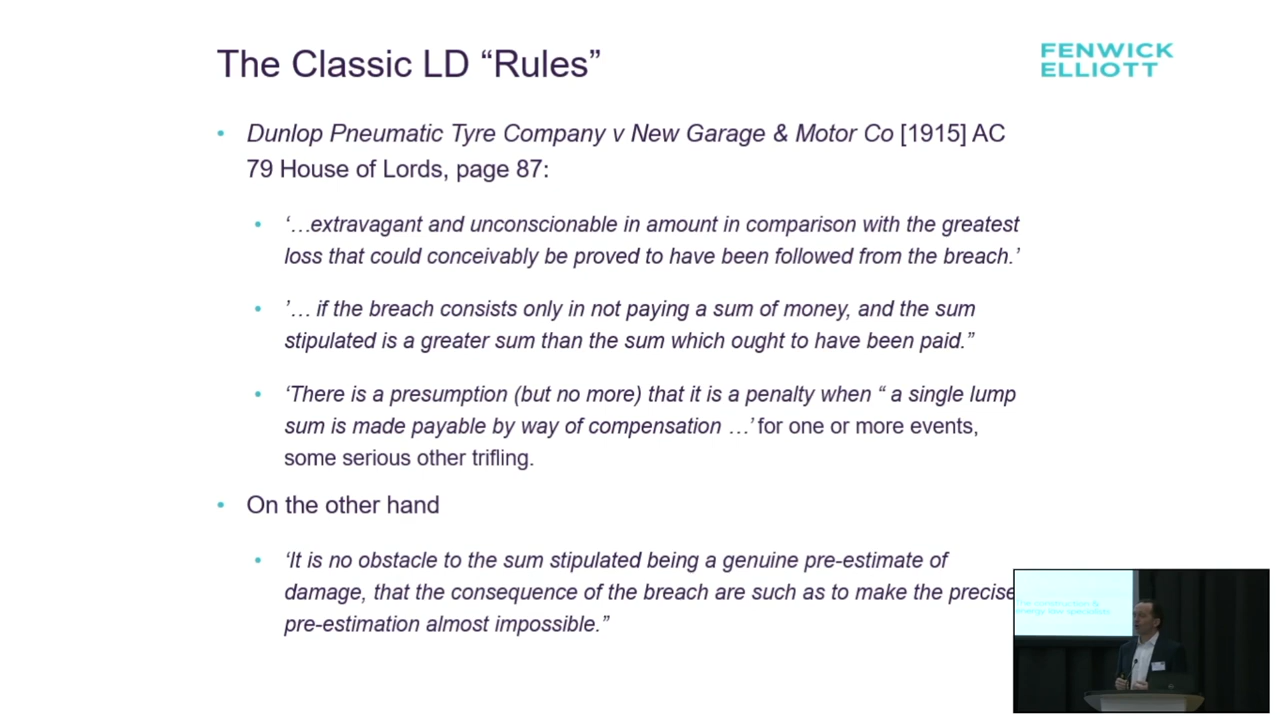 The Classic LD “Rules”
FENWICK
ELLIOTT
• Dunlop Pneumatic Tyre Company v New Garage & Motor Co [1915] AC
79 House of Lords, page 87:
• ‘…extravagant and unconscionable in amount in comparison with the greatest
loss that could conceivably be proved to have been followed from the breach.’
• ’… if the breach consists only in not paying a sum of money, and the sum
stipulated is a greater sum than the sum which ought to have been paid.”
• ‘There is a presumption (but no more) that it is a penalty when “ a single lump
sum is made payable by way of compensation …’ for one or more events,
some serious other trifling.
• On the other hand
• ‘It is no obstacle to the sum stipulated being a genuine pre-estimate of
damage, that the consequence of the breach are such as to make the precise
pre-estimation almost impossible.”
construction &
energy law specialists